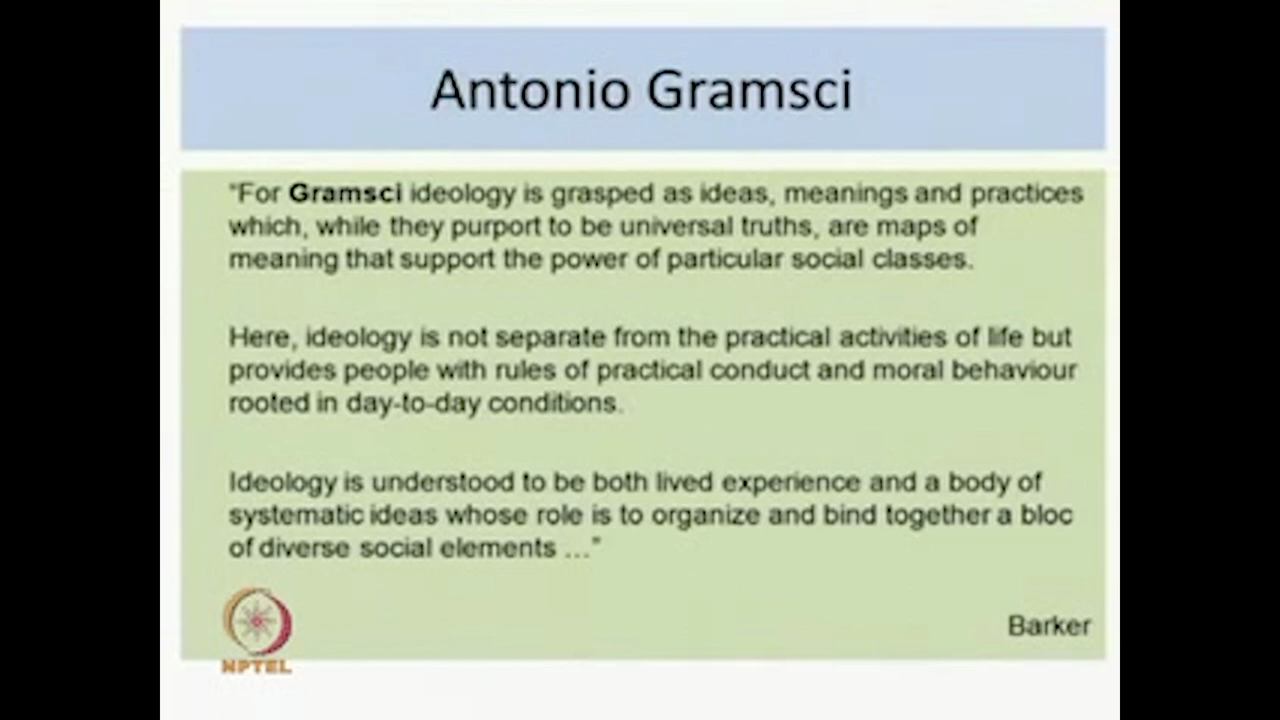 Antonio Gramsci
"For Gramsci ideology is grasped as ideas, meanings and practices
which, while they purport to be universal truths, are maps of
meaning that support the power of particular social classes.
Here, ideology is not separate from the practical activities of life but
provides people with rules of practical conduct and moral behaviour
rooted in day-to-day conditions.
Ideology is understood to be both lived experience and a body of
systematic ideas whose role is to organize and bind together a bloc
of diverse social elements …"
Barker
NPTEL